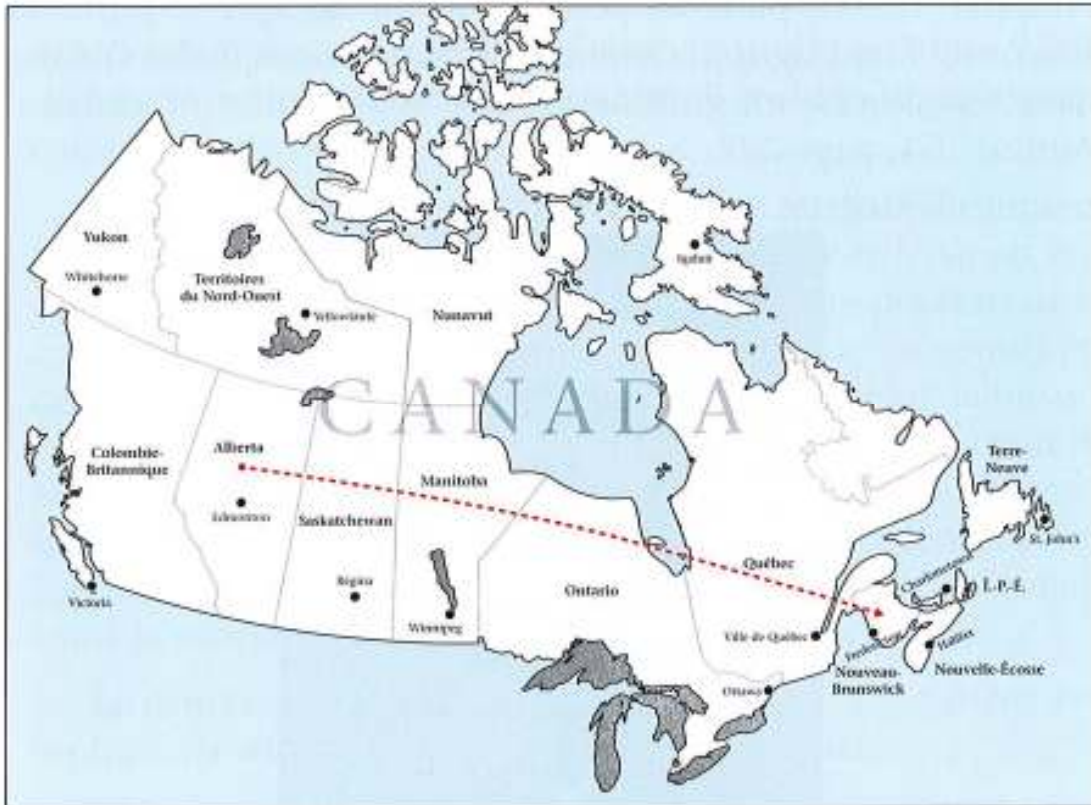 Yukon
Whitehorse
Territoires
du Nord-Ouest
Yellowknife
Nunavut
Iqaluit
CANADA
Colombie-
Britannique
Alberta
Edmonton
Saskatchewan
Manitoba
Régina
Winnipeg
Victoria
Ontario
Québec
Ville de Québec
Ottawa
Terre-
Neuve
St. John's
Charlottetown
Î.-P.-É.
Fredericton
Halifax
Nouveau-
Brunswick
Nouvelle-Écosse